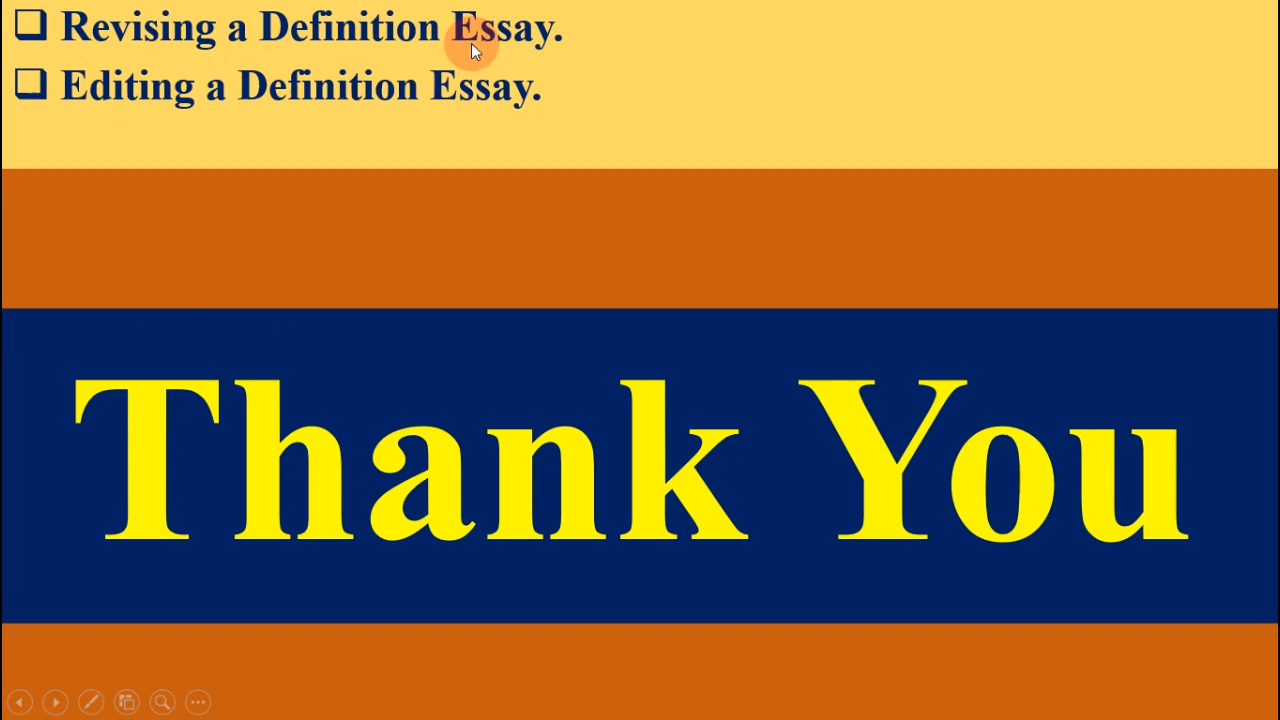 ❑ Revising a Definition Essay.
❑ Editing a Definition Essay.
Thank You